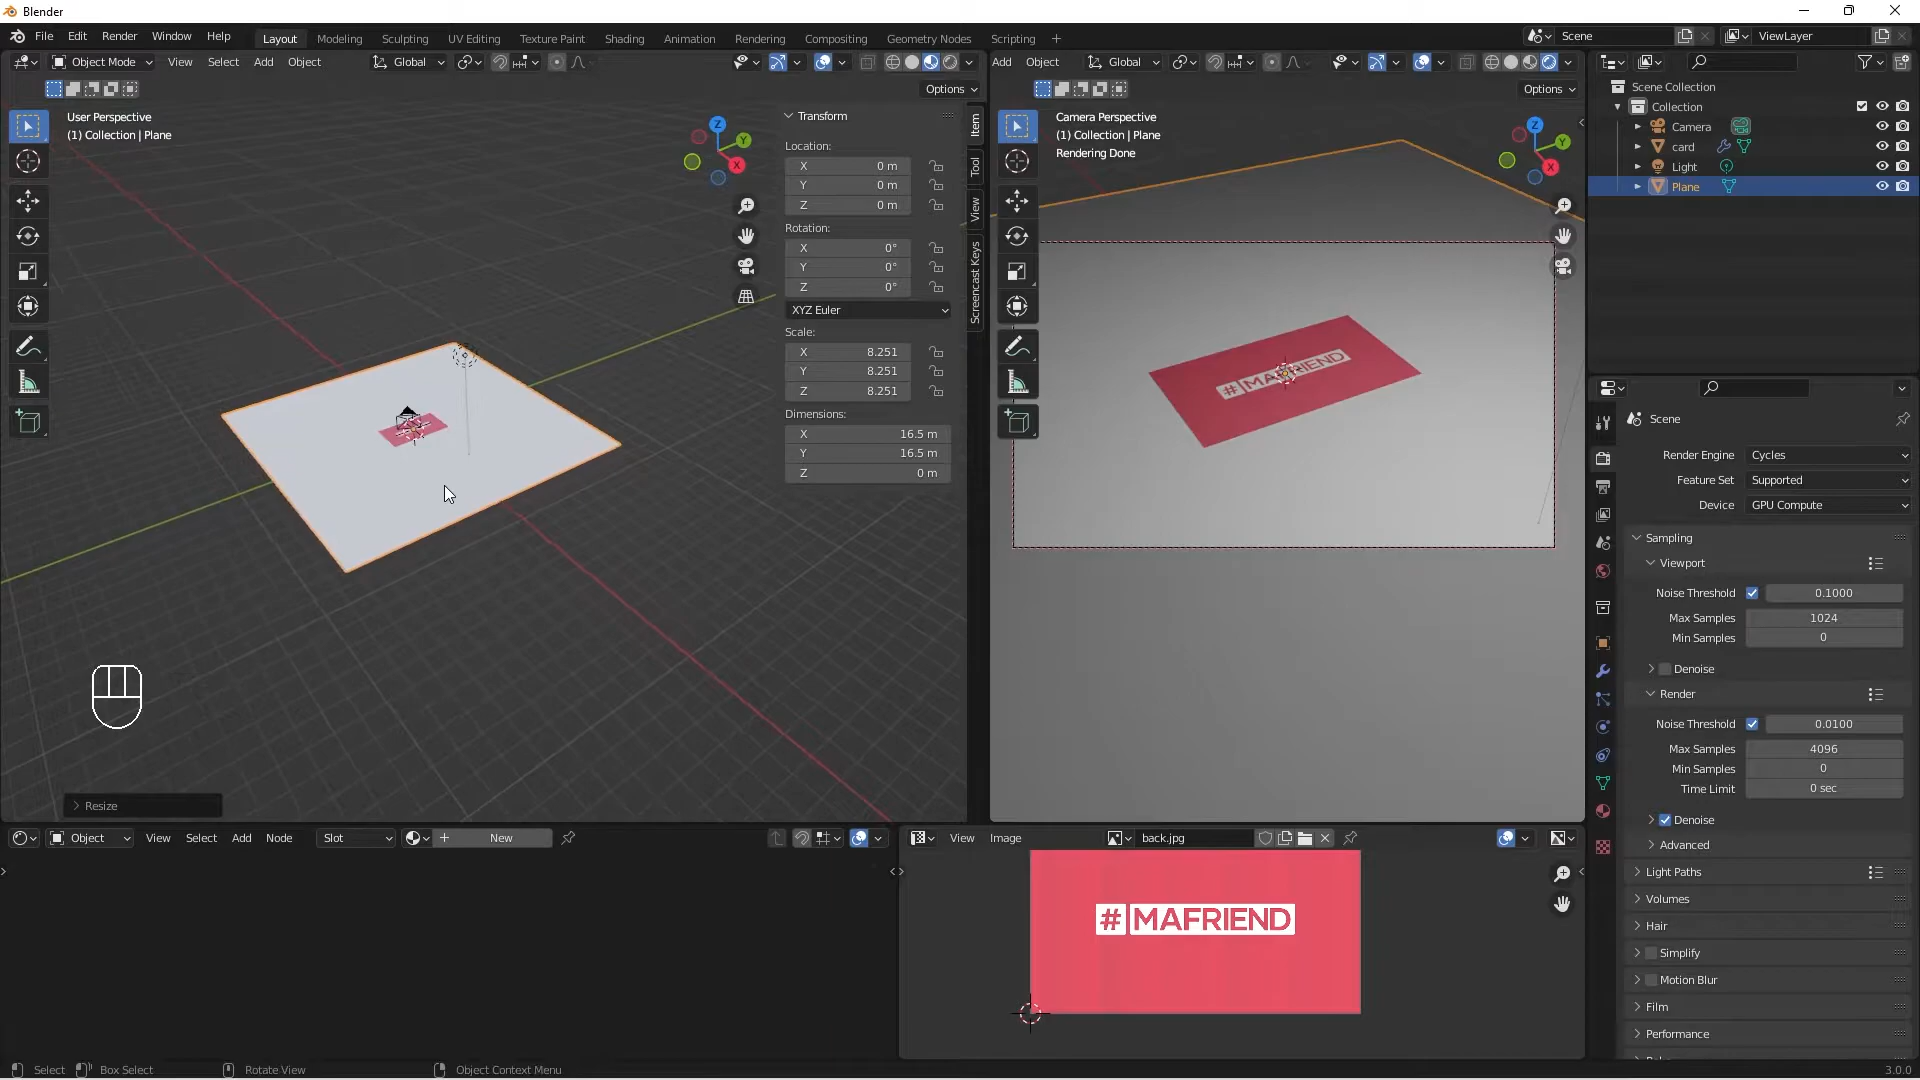 Blender
File Edit Render Window Help
Layout Modeling Sculpting UV Editing Texture Paint Shading Animation Rendering Compositing Geometry Nodes Scripting +
Scene
ViewLayer
Object Mode View Select Add Object Global
Options
Add Object Global
Options
User Perspective
(1) Collection | Plane
Z
Y
X
Transform
Location:
X 0 m
Y 0 m
Z 0 m
Rotation:
X 0°
Y 0°
Z 0°
XYZ Euler
Scale:
X 8.251
Y 8.251
Z 8.251
Dimensions:
X 16.5 m
Y 16.5 m
Z 0 m
Item
Tool
View
Screencast Keys
Resize
Camera Perspective
(1) Collection | Plane
Rendering Done
Z
Y
X
# MAFRIEND
Scene Collection
Collection
Camera
card
Light
Plane
Scene
Render Engine Cycles
Feature Set Supported
Device GPU Compute
Sampling
Viewport
Noise Threshold 0.1000
Max Samples 1024
Min Samples 0
Denoise
Render
Noise Threshold 0.0100
Max Samples 4096
Min Samples 0
Time Limit 0 sec
Denoise
Advanced
Light Paths
Volumes
Hair
Simplify
Motion Blur
Film
Performance
Object View Select Add Node Slot New
View Image back.jpg
# MAFRIEND
Select Box Select Rotate View Object Context Menu
3.0.0